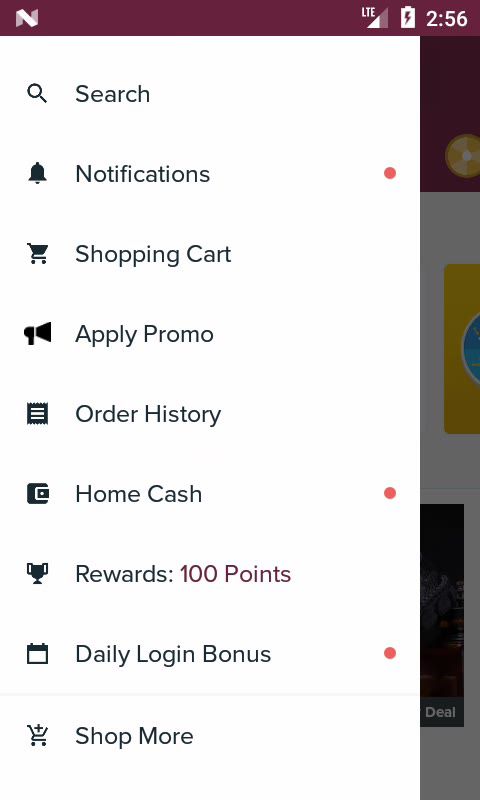 LTE 2:56
Search
Notifications
Shopping Cart
Apply Promo
Order History
Home Cash
Rewards: 100 Points
Daily Login Bonus
Deal
Shop More